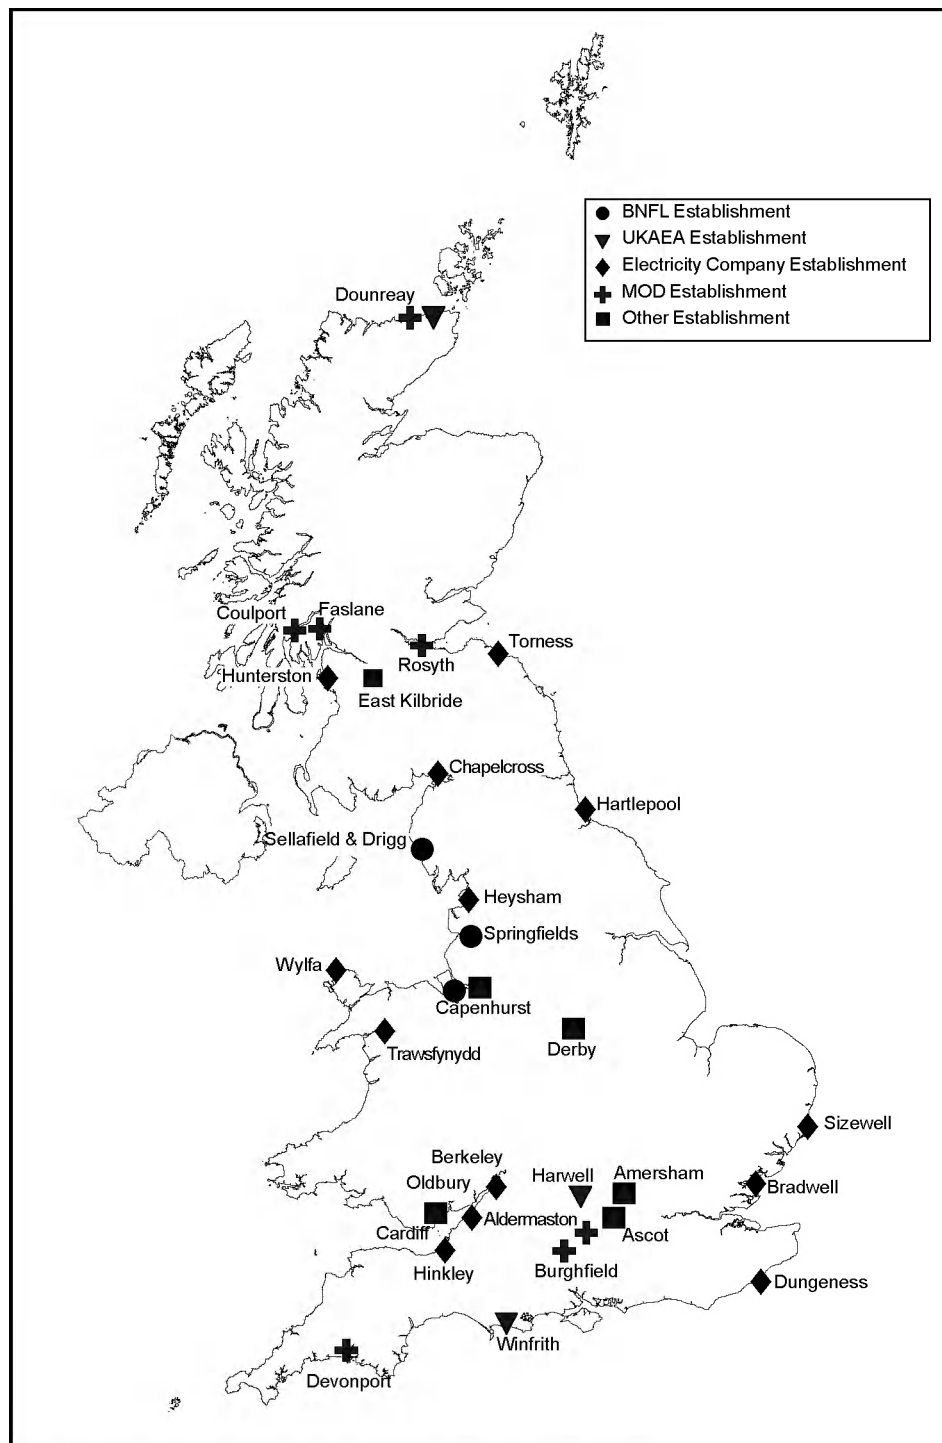 BNFL Establishment
UKAEA Establishment
Electricity Company Establishment
MOD Establishment
Other Establishment
Dounreay
Coulport
Faslane
Rosyth
Torness
Hunterston
East Kilbride
Chapelcross
Hartlepool
Sellafield & Drigg
Heysham
Springfields
Wylfa
Capenhurst
Trawsfynydd
Derby
Sizewell
Berkeley
Harwell
Amersham
Oldbury
Bradwell
Cardiff
Aldermaston
Ascot
Hinkley
Burghfield
Dungeness
Winfrith
Devonport